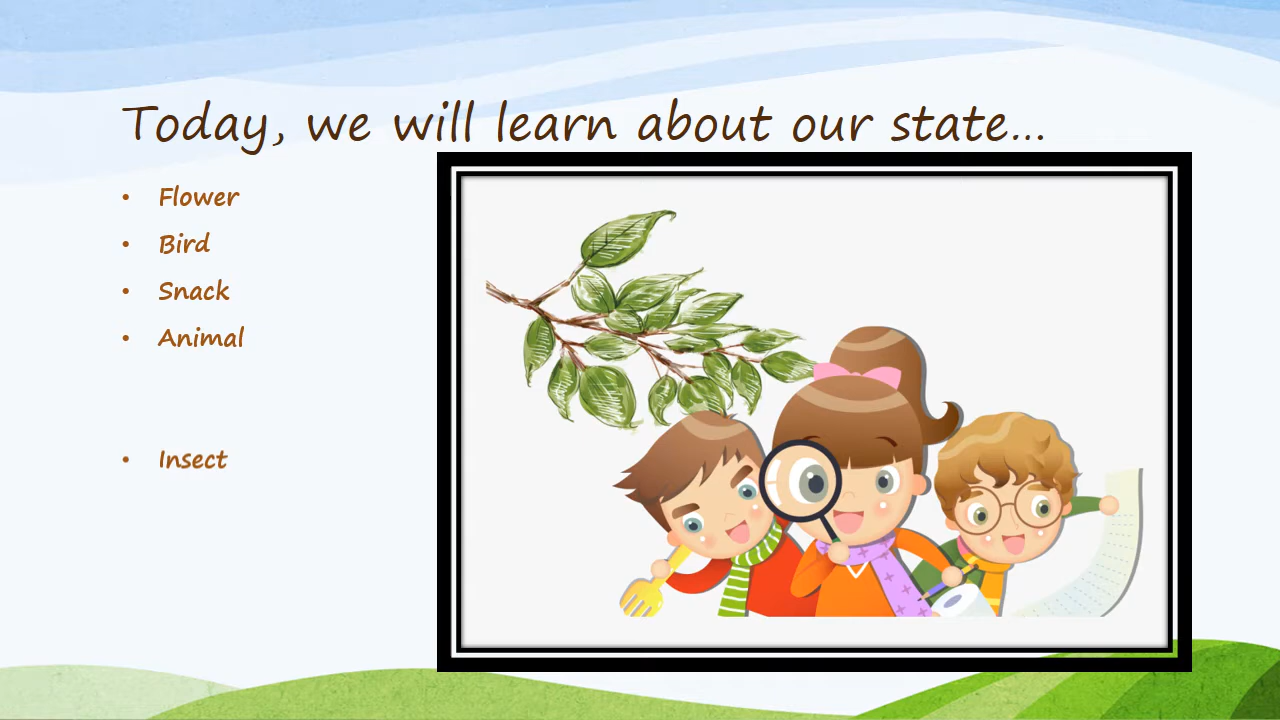 Today, we will learn about our state...
• Flower
• Bird
• Snack
• Animal
• Insect